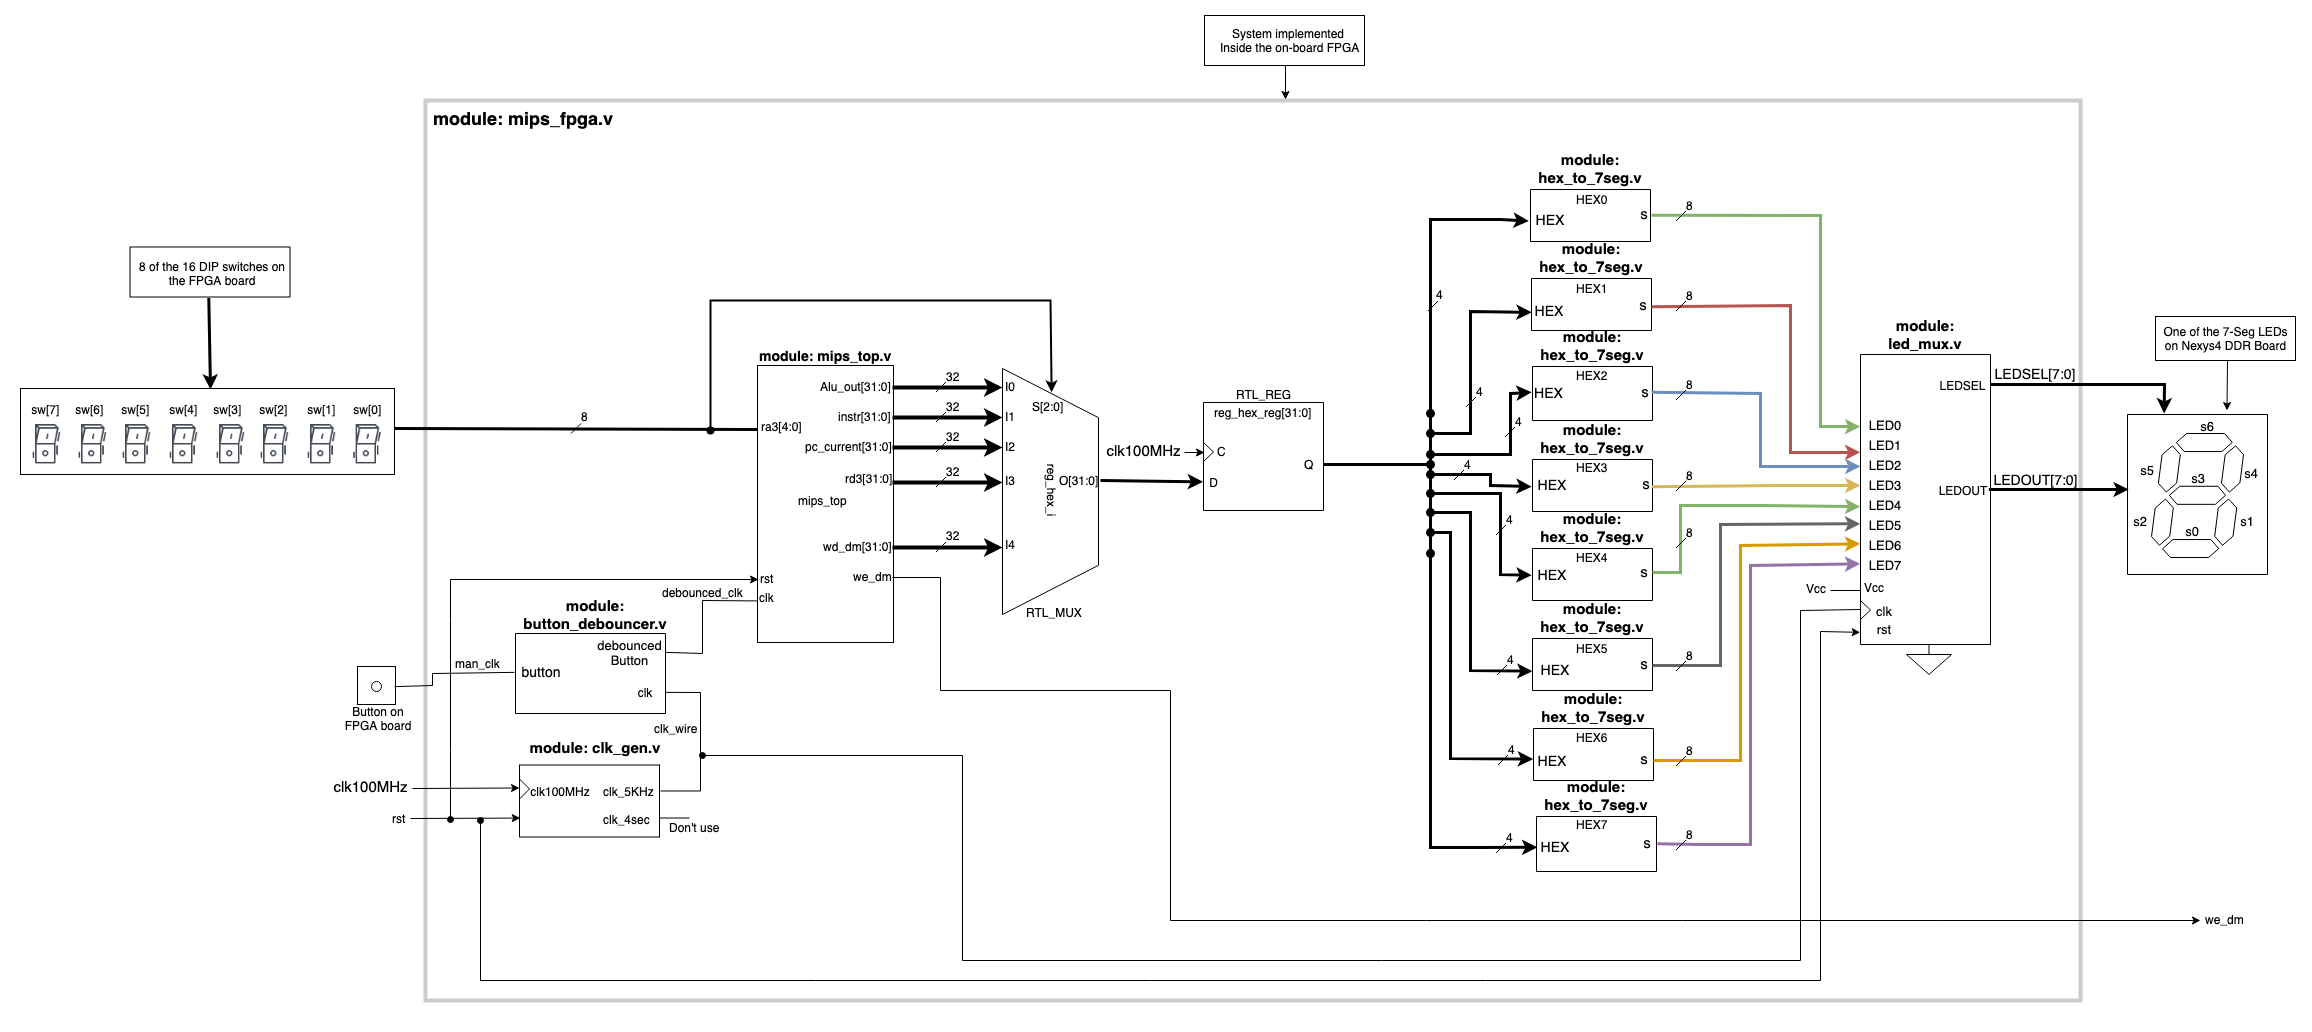 System implemented
Inside the on-board FPGA
module: mips_fpga.v
8 of the 16 DIP switches on
the FPGA board
sw[7] sw[6] sw[5] sw[4] sw[3] sw[2] sw[1] sw[0]
8
module: mips_top.v
Alu_out[31:0]
instr[31:0]
ra3[4:0]
pc_current[31:0]
rd3[31:0]
mips_top
wd_dm[31:0]
we_dm
rst
clk
32
32
32
32
32
I0
I1
I2
I3
I4
S[2:0]
reg_hex_i
O[31:0]
RTL_MUX
debounced_clk
module:
button_debouncer.v
debounced
Button
button
clk
man_clk
Button on
FPGA board
clk_wire
module: clk_gen.v
clk100MHz
rst
clk100MHz clk_5KHz
clk_4sec
Don't use
RTL_REG
reg_hex_reg[31:0]
clk100MHz
C
Q
D
4
4
4
4
4
4
4
4
module:
hex_to_7seg.v
HEX0
HEX
s
8
module:
hex_to_7seg.v
HEX1
HEX
s
8
module:
hex_to_7seg.v
HEX2
HEX
s
8
module:
hex_to_7seg.v
HEX3
HEX
s
8
module:
hex_to_7seg.v
HEX4
HEX
s
8
module:
hex_to_7seg.v
HEX5
HEX
s
8
module:
hex_to_7seg.v
HEX6
HEX
s
8
module:
hex_to_7seg.v
HEX7
HEX
s
8
module:
led_mux.v
LEDSEL
LED0
LED1
LED2
LED3
LED4
LED5
LED6
LED7
LEDOUT
Vcc
Vcc
clk
rst
LEDSEL[7:0]
LEDOUT[7:0]
One of the 7-Seg LEDs
on Nexys4 DDR Board
s6
s5
s4
s3
s2
s1
s0
we_dm